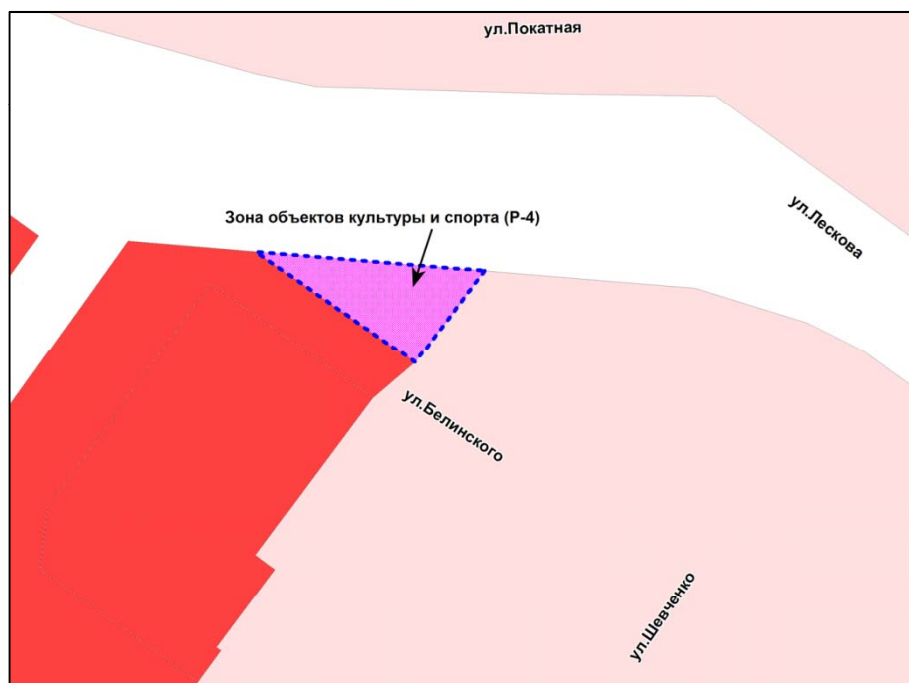 ул.Покатная
ул.Лескова
Зона объектов культуры и спорта (Р-4)
ул.Белинского
ул.Шевченко